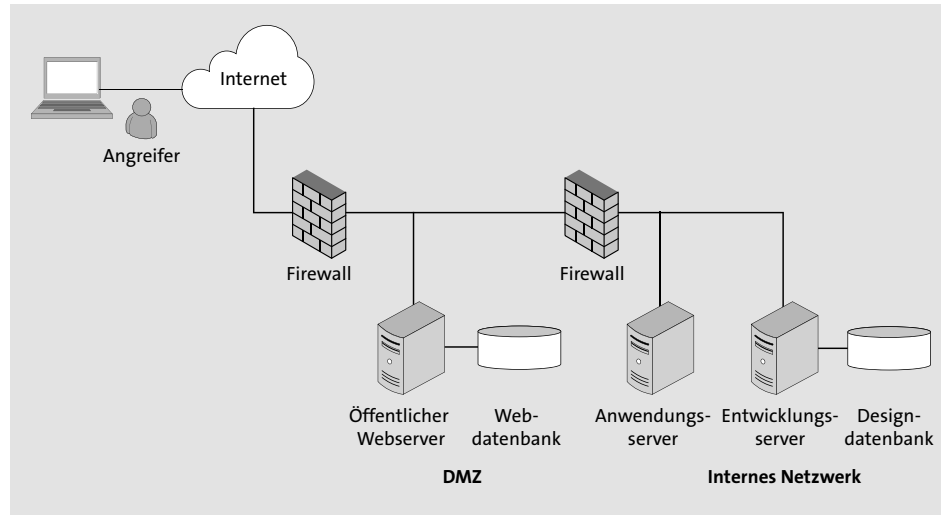 Internet
Angreifer
Firewall
Firewall
Öffentlicher
Webserver
Web-
datenbank
Anwendungs-
server
Entwicklungs-
server
Design-
datenbank
DMZ
Internes Netzwerk